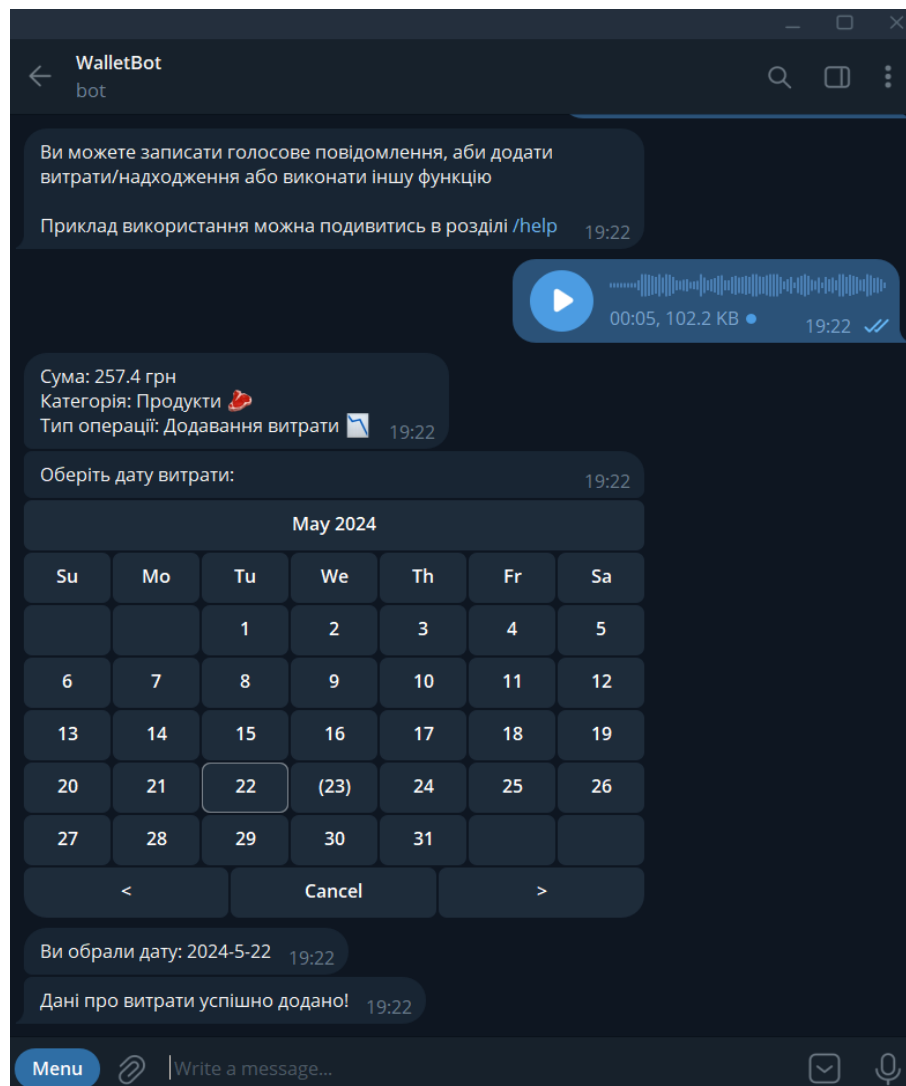 WalletBot
bot
Ви можете записати голосове повідомлення, аби додати
витрати/надходження або виконати іншу функцію
Приклад використання можна подивитись в розділі /help 19:22
00:05, 102.2 KB 19:22
Сума: 257.4 грн
Категорія: Продукти 🥩
Тип операції: Додавання витрати 📉 19:22
Оберіть дату витрати: 19:22
May 2024
Su Mo Tu We Th Fr Sa
1 2 3 4 5
6 7 8 9 10 11 12
13 14 15 16 17 18 19
20 21 22 (23) 24 25 26
27 28 29 30 31
< Cancel >
Ви обрали дату: 2024-5-22 19:22
Дані про витрати успішно додано! 19:22
Menu Write a message...